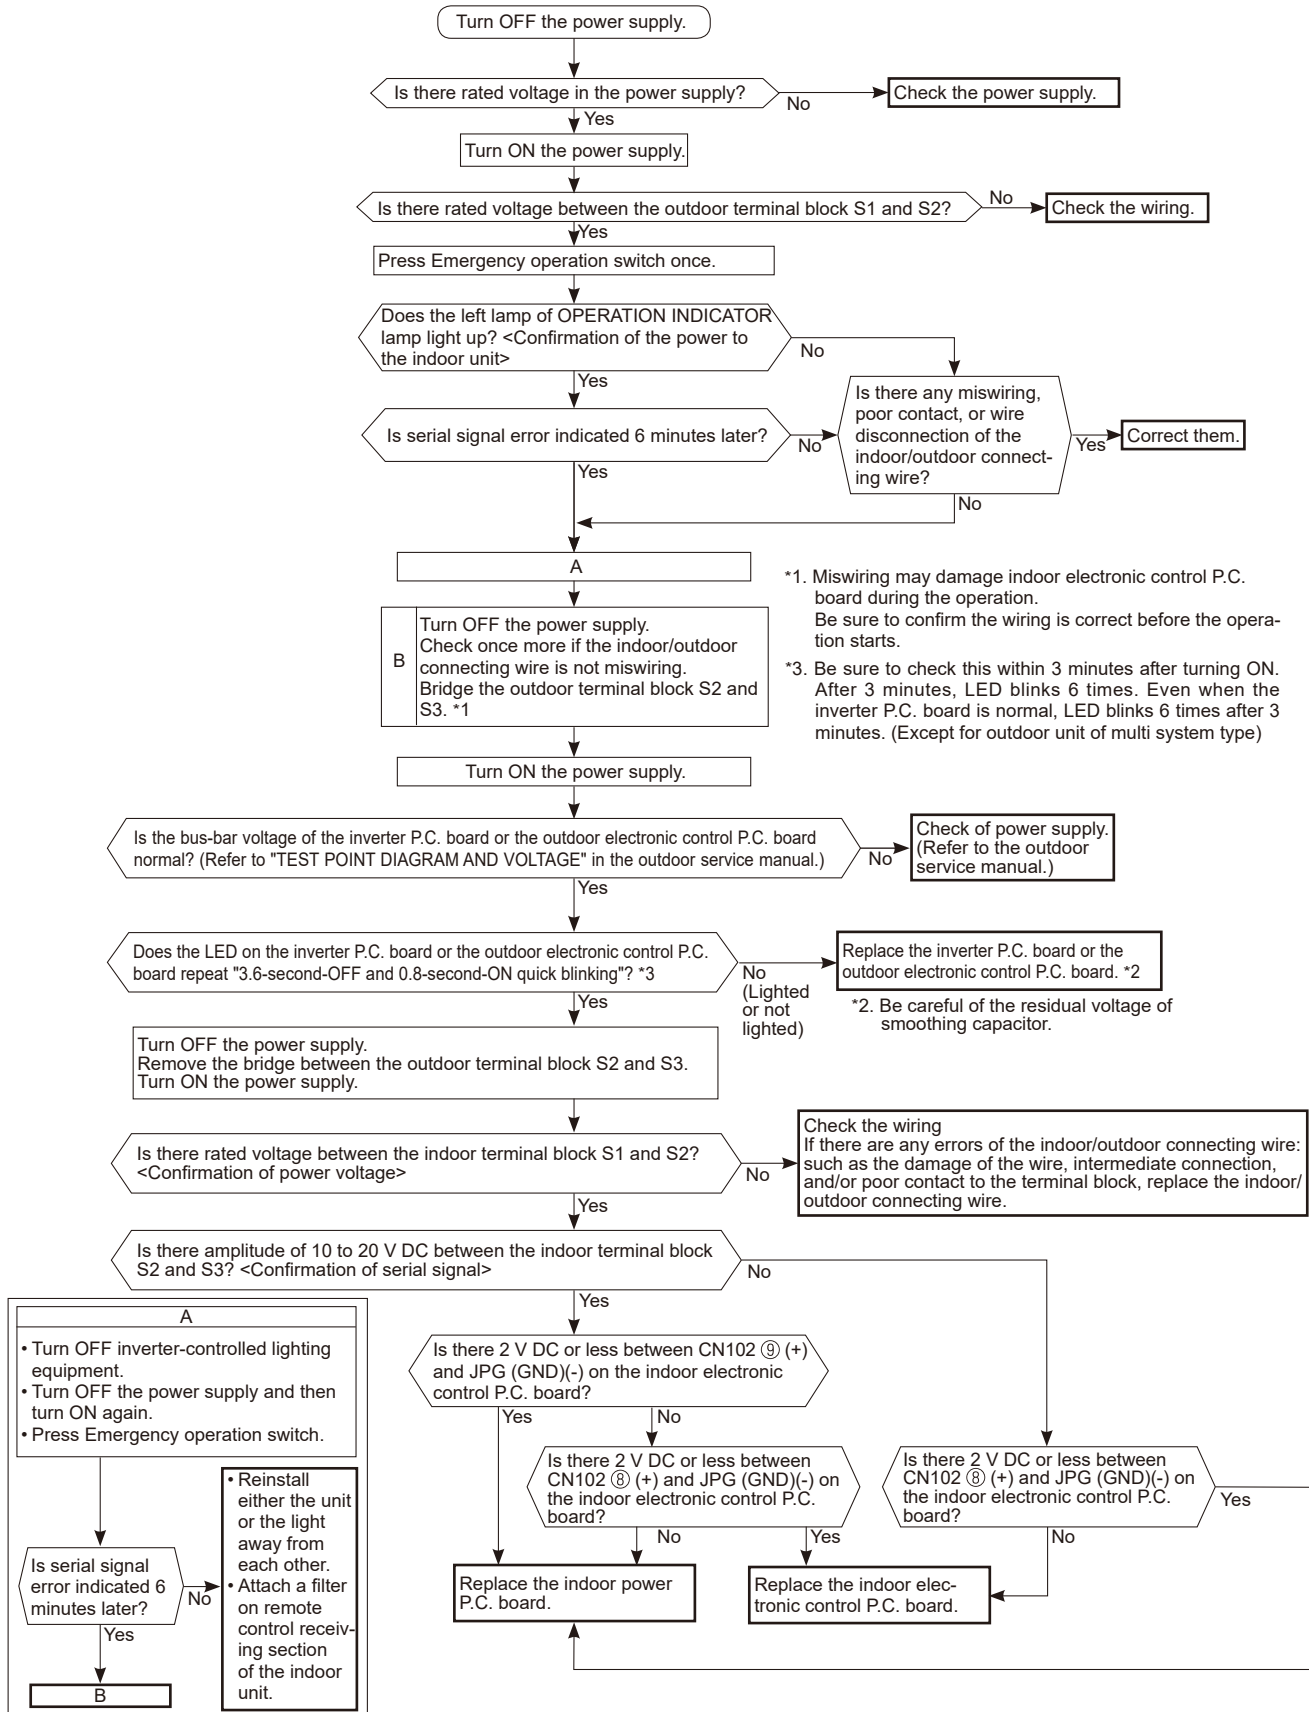 Turn OFF the power supply.
Is there rated voltage in the power supply?
No
Check the power supply.
Yes
Turn ON the power supply.
Is there rated voltage between the outdoor terminal block S1 and S2?
No
Check the wiring.
Yes
Press Emergency operation switch once.
Does the left lamp of OPERATION INDICATOR
lamp light up? <Confirmation of the power to
the indoor unit>
No
Yes
Is serial signal error indicated 6 minutes later?
No
Is there any miswiring,
poor contact, or wire
disconnection of the
indoor/outdoor connect-
ing wire?
Yes
Correct them.
Yes
No
A
B
Turn OFF the power supply.
Check once more if the indoor/outdoor
connecting wire is not miswiring.
Bridge the outdoor terminal block S2 and
S3. *1
*1. Miswiring may damage indoor electronic control P.C.
board during the operation.
Be sure to confirm the wiring is correct before the opera-
tion starts.
*3. Be sure to check this within 3 minutes after turning ON.
After 3 minutes, LED blinks 6 times. Even when the
inverter P.C. board is normal, LED blinks 6 times after 3
minutes. (Except for outdoor unit of multi system type)
Turn ON the power supply.
Is the bus-bar voltage of the inverter P.C. board or the outdoor electronic control P.C. board
normal? (Refer to "TEST POINT DIAGRAM AND VOLTAGE" in the outdoor service manual.)
No
Check of power supply.
(Refer to the outdoor
service manual.)
Yes
Does the LED on the inverter P.C. board or the outdoor electronic control P.C.
board repeat "3.6-second-OFF and 0.8-second-ON quick blinking"? *3
No
(Lighted
or not
lighted)
Replace the inverter P.C. board or the
outdoor electronic control P.C. board. *2
*2. Be careful of the residual voltage of
smoothing capacitor.
Yes
Turn OFF the power supply.
Remove the bridge between the outdoor terminal block S2 and S3.
Turn ON the power supply.
Is there rated voltage between the indoor terminal block S1 and S2?
<Confirmation of power voltage>
No
Check the wiring
If there are any errors of the indoor/outdoor connecting wire:
such as the damage of the wire, intermediate connection,
and/or poor contact to the terminal block, replace the indoor/
outdoor connecting wire.
Yes
Is there amplitude of 10 to 20 V DC between the indoor terminal block
S2 and S3? <Confirmation of serial signal>
No
Yes
Is there 2 V DC or less between CN102 ⑨ (+)
and JPG (GND)(-) on the indoor electronic
control P.C. board?
Yes
No
Is there 2 V DC or less between
CN102 ⑧ (+) and JPG (GND)(-) on
the indoor electronic control P.C.
board?
No
Yes
Is there 2 V DC or less between
CN102 ⑧ (+) and JPG (GND)(-) on
the indoor electronic control P.C.
board?
Yes
No
Replace the indoor power
P.C. board.
Replace the indoor elec-
tronic control P.C. board.
A
• Turn OFF inverter-controlled lighting
equipment.
• Turn OFF the power supply and then
turn ON again.
• Press Emergency operation switch.
Is serial signal
error indicated 6
minutes later?
No
• Reinstall
either the unit
or the light
away from
each other.
• Attach a filter
on remote
control receiv-
ing section
of the indoor
unit.
Yes
B